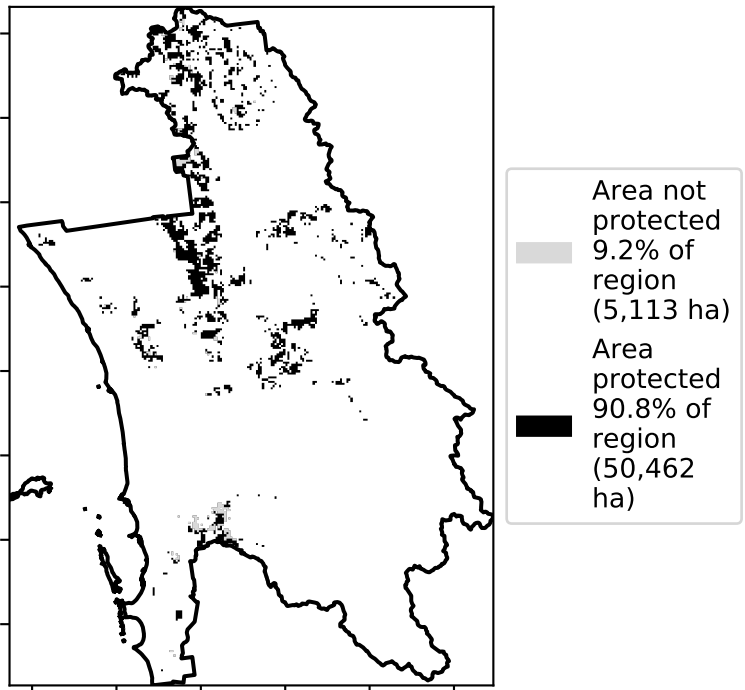 Area not
protected
9.2% of
region
(5,113 ha)
Area
protected
90.8% of
region
(50,462
ha)